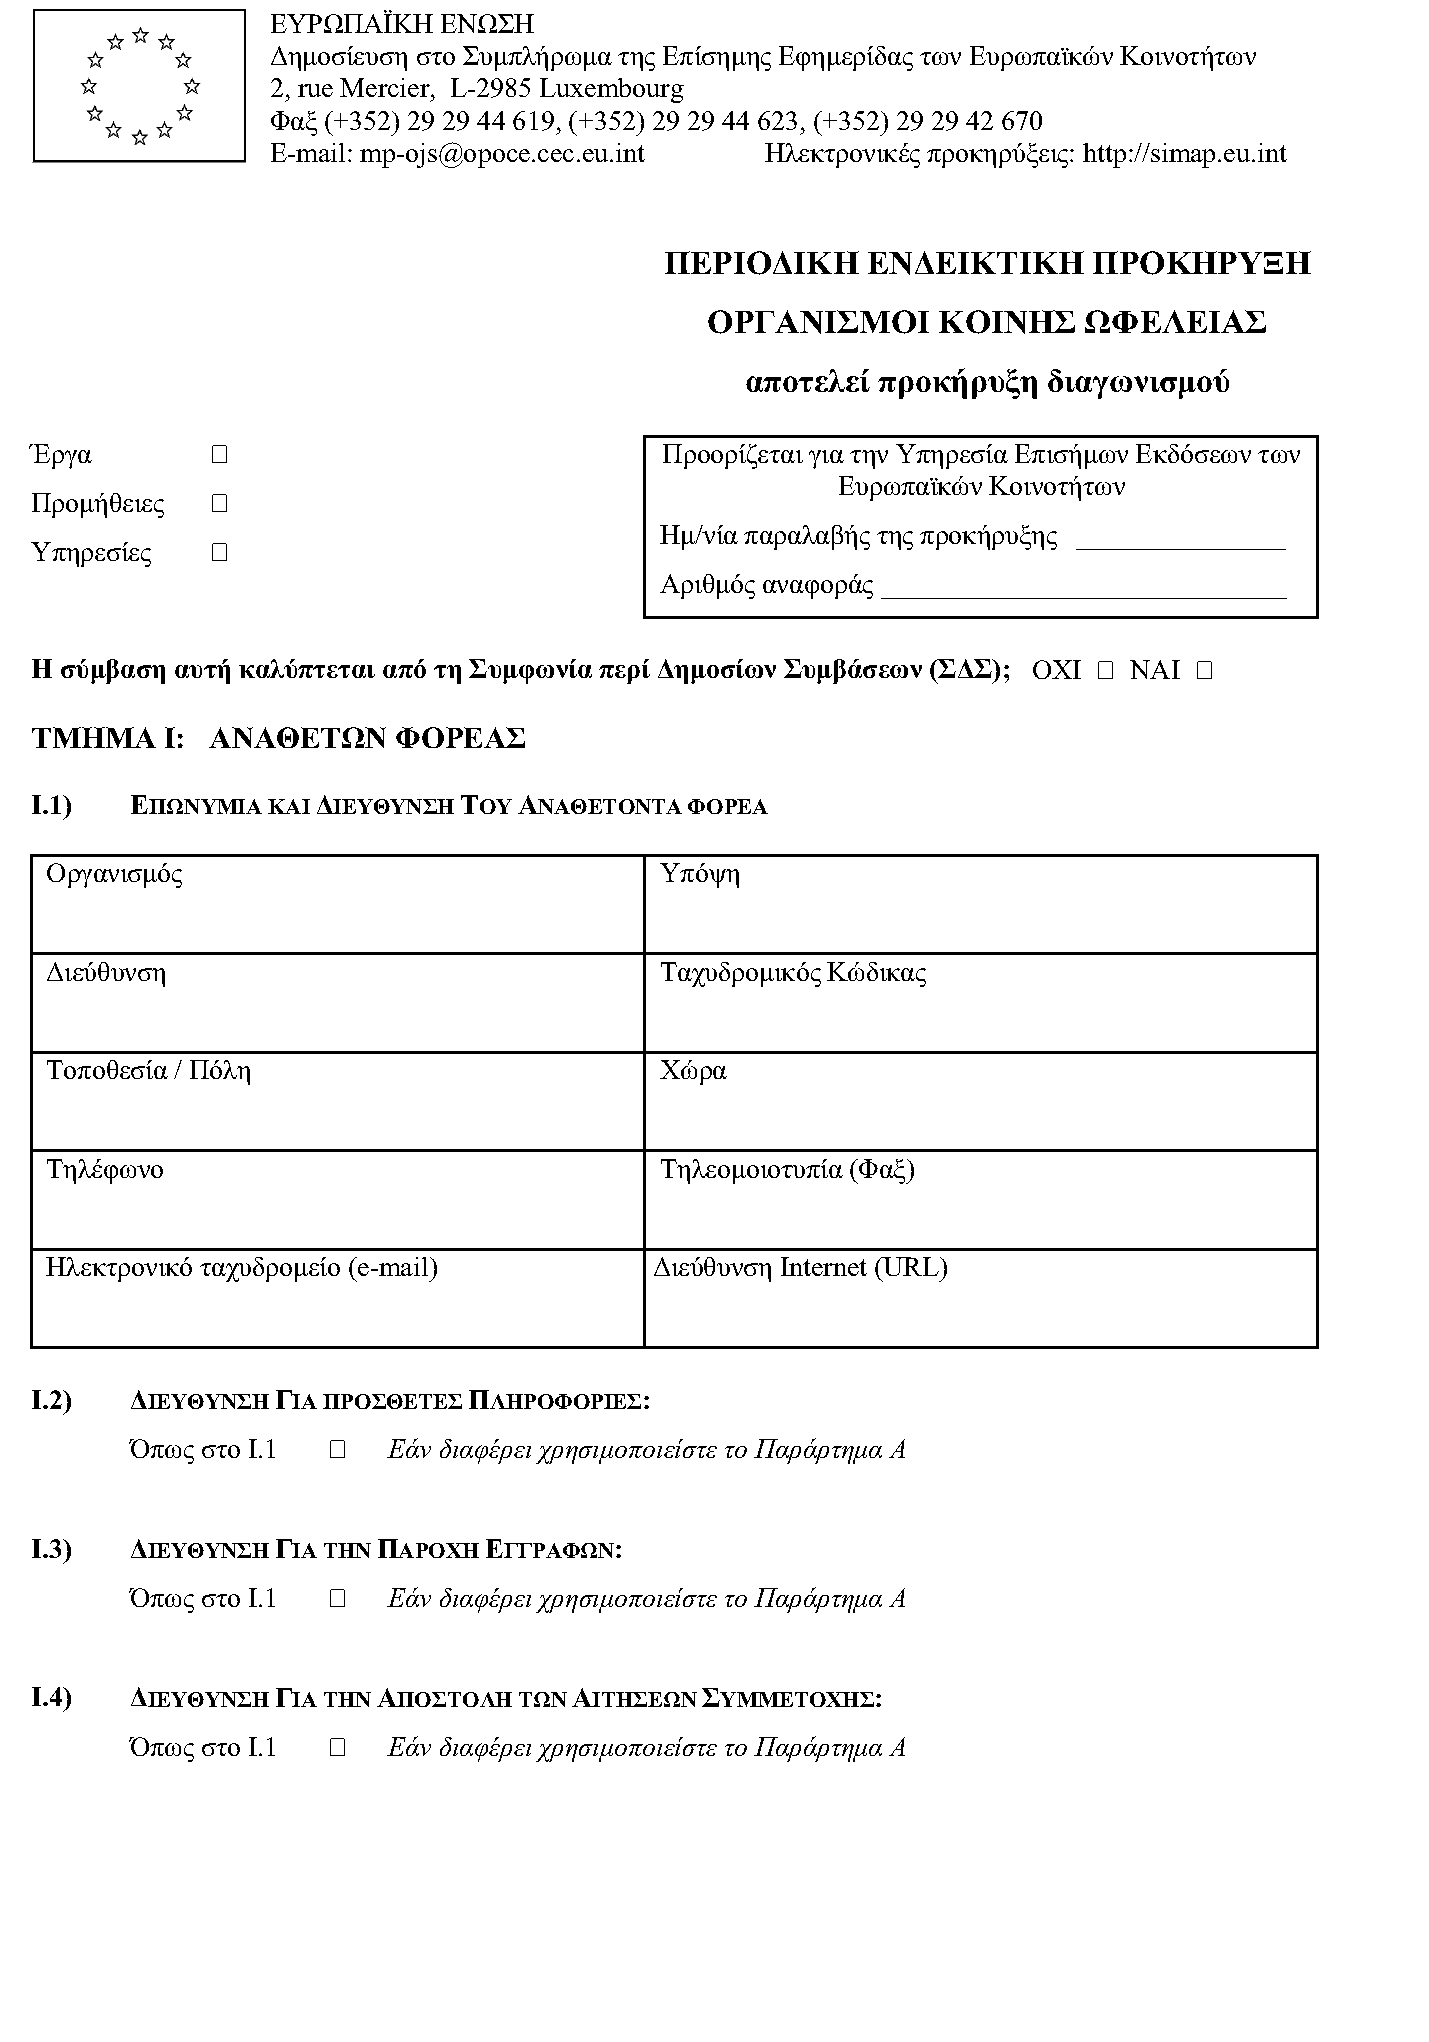 ΕΥΡΩΠΑΪΚΗ ΕΝΩΣΗ
Δημοσίευση στο Συμπλήρωμα της Επίσημης Εφημερίδας των Ευρωπαϊκών Κοινοτήτων
2, rue Mercier, L-2985 Luxembourg
Φαξ (+352) 29 29 44 619, (+352) 29 29 44 623, (+352) 29 29 42 670
E-mail: mp-ojs@opoce.cec.eu.int Ηλεκτρονικές προκηρύξεις: http://simap.eu.int
ΠΕΡΙΟΔΙΚΗ ΕΝΔΕΙΚΤΙΚΗ ΠΡΟΚΗΡΥΞΗ
ΟΡΓΑΝΙΣΜΟΙ ΚΟΙΝΗΣ ΩΦΕΛΕΙΑΣ
αποτελεί προκήρυξη διαγωνισμού
Έργα □
Προμήθειες □
Υπηρεσίες □
Προορίζεται για την Υπηρεσία Επισήμων Εκδόσεων των
Ευρωπαϊκών Κοινοτήτων
Ημ/νία παραλαβής της προκήρυξης _______________
Αριθμός αναφοράς _____________________________
Η σύμβαση αυτή καλύπτεται από τη Συμφωνία περί Δημοσίων Συμβάσεων (ΣΔΣ); ΟΧΙ □ ΝΑΙ □
ΤΜΗΜΑ Ι: ΑΝΑΘΕΤΩΝ ΦΟΡΕΑΣ
Ι.1) ΕΠΩΝΥΜΙΑ ΚΑΙ ΔΙΕΥΘΥΝΣΗ ΤΟΥ ΑΝΑΘΕΤΟΝΤΑ ΦΟΡΕΑ
Οργανισμός Υπόψη
Διεύθυνση Ταχυδρομικός Κώδικας
Τοποθεσία / Πόλη Χώρα
Τηλέφωνο Τηλεομοιοτυπία (Φαξ)
Ηλεκτρονικό ταχυδρομείο (e-mail) Διεύθυνση Internet (URL)
Ι.2) ΔΙΕΥΘΥΝΣΗ ΓΙΑ ΠΡΟΣΘΕΤΕΣ ΠΛΗΡΟΦΟΡΙΕΣ:
Όπως στο Ι.1 □ Εάν διαφέρει χρησιμοποιείστε το Παράρτημα Α
Ι.3) ΔΙΕΥΘΥΝΣΗ ΓΙΑ ΤΗΝ ΠΑΡΟΧΗ ΕΓΓΡΑΦΩΝ:
Όπως στο Ι.1 □ Εάν διαφέρει χρησιμοποιείστε το Παράρτημα Α
Ι.4) ΔΙΕΥΘΥΝΣΗ ΓΙΑ ΤΗΝ ΑΠΟΣΤΟΛΗ ΤΩΝ ΑΙΤΗΣΕΩΝ ΣΥΜΜΕΤΟΧΗΣ:
Όπως στο Ι.1 □ Εάν διαφέρει χρησιμοποιείστε το Παράρτημα Α